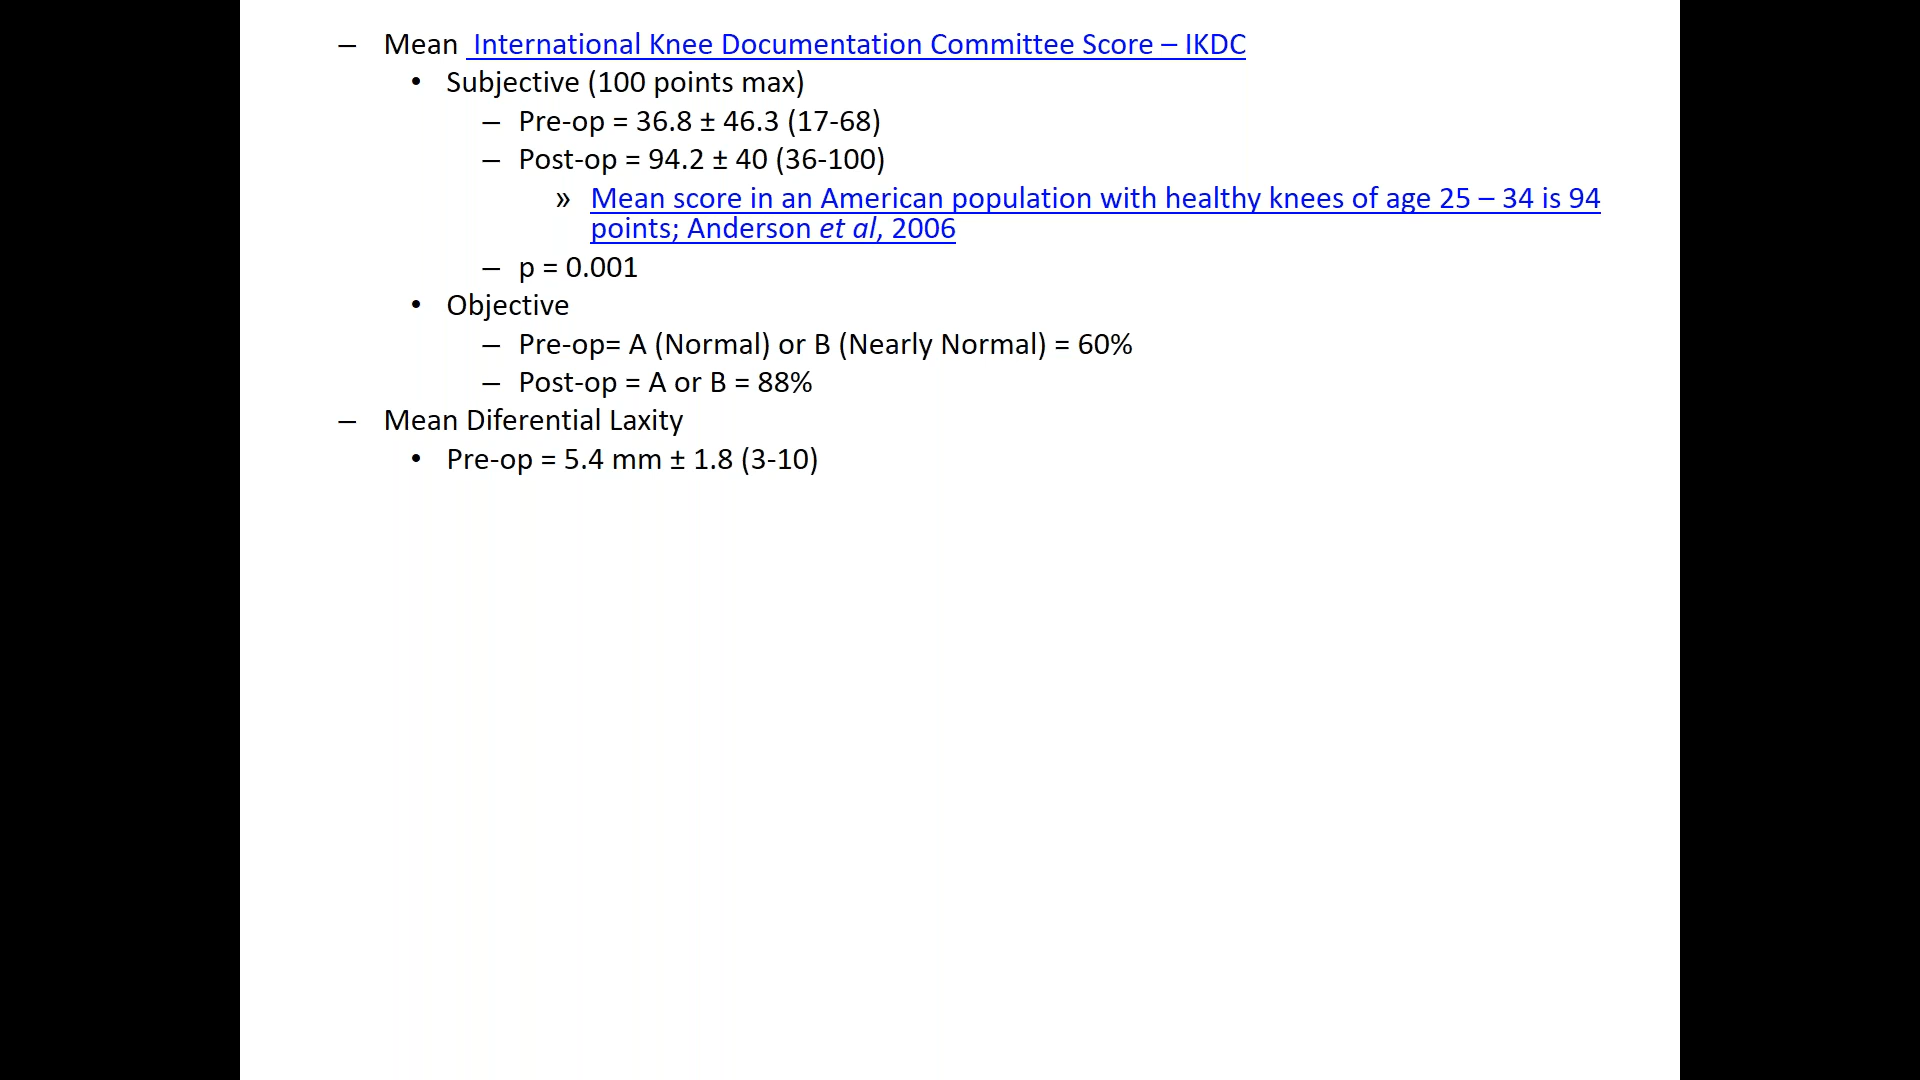 – Mean International Knee Documentation Committee Score – IKDC
• Subjective (100 points max)
– Pre-op = 36.8 ± 46.3 (17-68)
– Post-op = 94.2 ± 40 (36-100)
» Mean score in an American population with healthy knees of age 25 – 34 is 94
points; Anderson et al, 2006
– p = 0.001
• Objective
– Pre-op= A (Normal) or B (Nearly Normal) = 60%
– Post-op = A or B = 88%
– Mean Diferential Laxity
• Pre-op = 5.4 mm ± 1.8 (3-10)